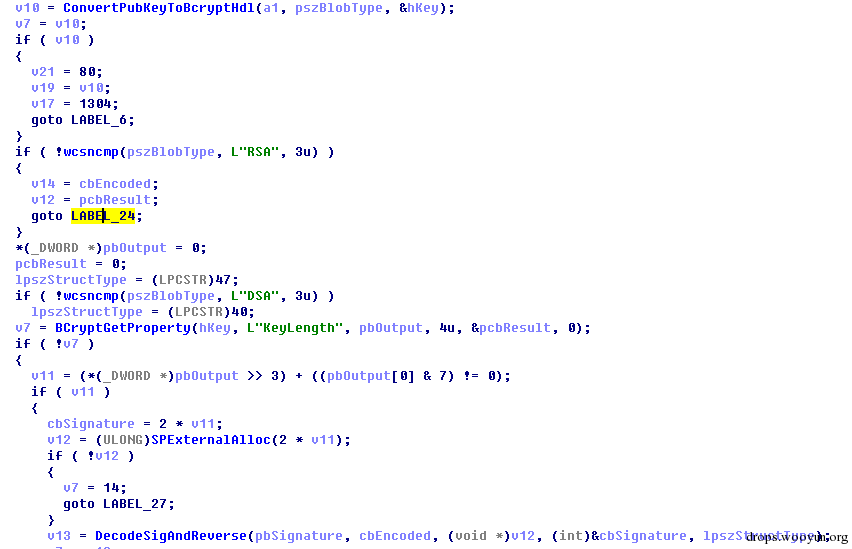 v10 = ConvertPubKeyToBcryptHdl(a1, pszBlobType, &hKey);
v7 = v10;
if ( v10 )
{
v21 = 80;
v19 = v10;
v17 = 1304;
goto LABEL_6;
}
if ( !wcsncmp(pszBlobType, L"RSA", 3u) )
{
v14 = cbEncoded;
v12 = pcbResult;
goto LABEL_24;
}
*(_DWORD *)pbOutput = 0;
pcbResult = 0;
lpszStructType = (LPCSTR)47;
if ( !wcsncmp(pszBlobType, L"DSA", 3u) )
lpszStructType = (LPCSTR)40;
v7 = BCryptGetProperty(hKey, L"KeyLength", pbOutput, 4u, &pcbResult, 0);
if ( !v7 )
{
v11 = (*(_DWORD *)pbOutput >> 3) + ((pbOutput[0] & 7) != 0);
if ( v11 )
{
cbSignature = 2 * v11;
v12 = (ULONG)SPExternalAlloc(2 * v11);
if ( !v12 )
{
v7 = 14;
goto LABEL_27;
}
v13 = DecodeSigAndReverse(pbSignature, cbEncoded, (void *)v12, (int)&cbSignature, lpszStructType);
drops.wooyun.org